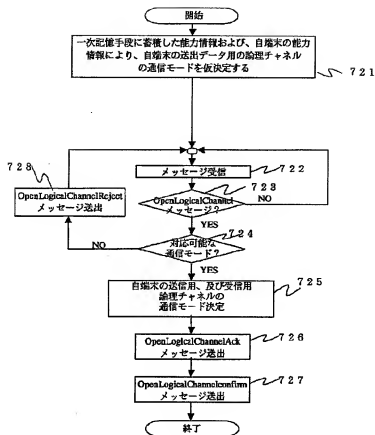 開始
一次記憶手段に蓄積した能力情報および、自端末の能力
情報により、自端末の送出データ用の論理チャネル
の通信モードを仮決定する
721
728
メッセージ受信
722
723
OpenLogicalChannelReject
メッセージ送出
OpenLogicalChannel
メッセージ?
NO
YES
724
対応可能な
通信モード?
NO
YES
自端末の送信用、及び受信用
論理チャネルの
通信モード決定
725
OpenLogicalChannelAck
メッセージ送出
726
OpenLogicalChannelconfirm
メッセージ送出
727
終了